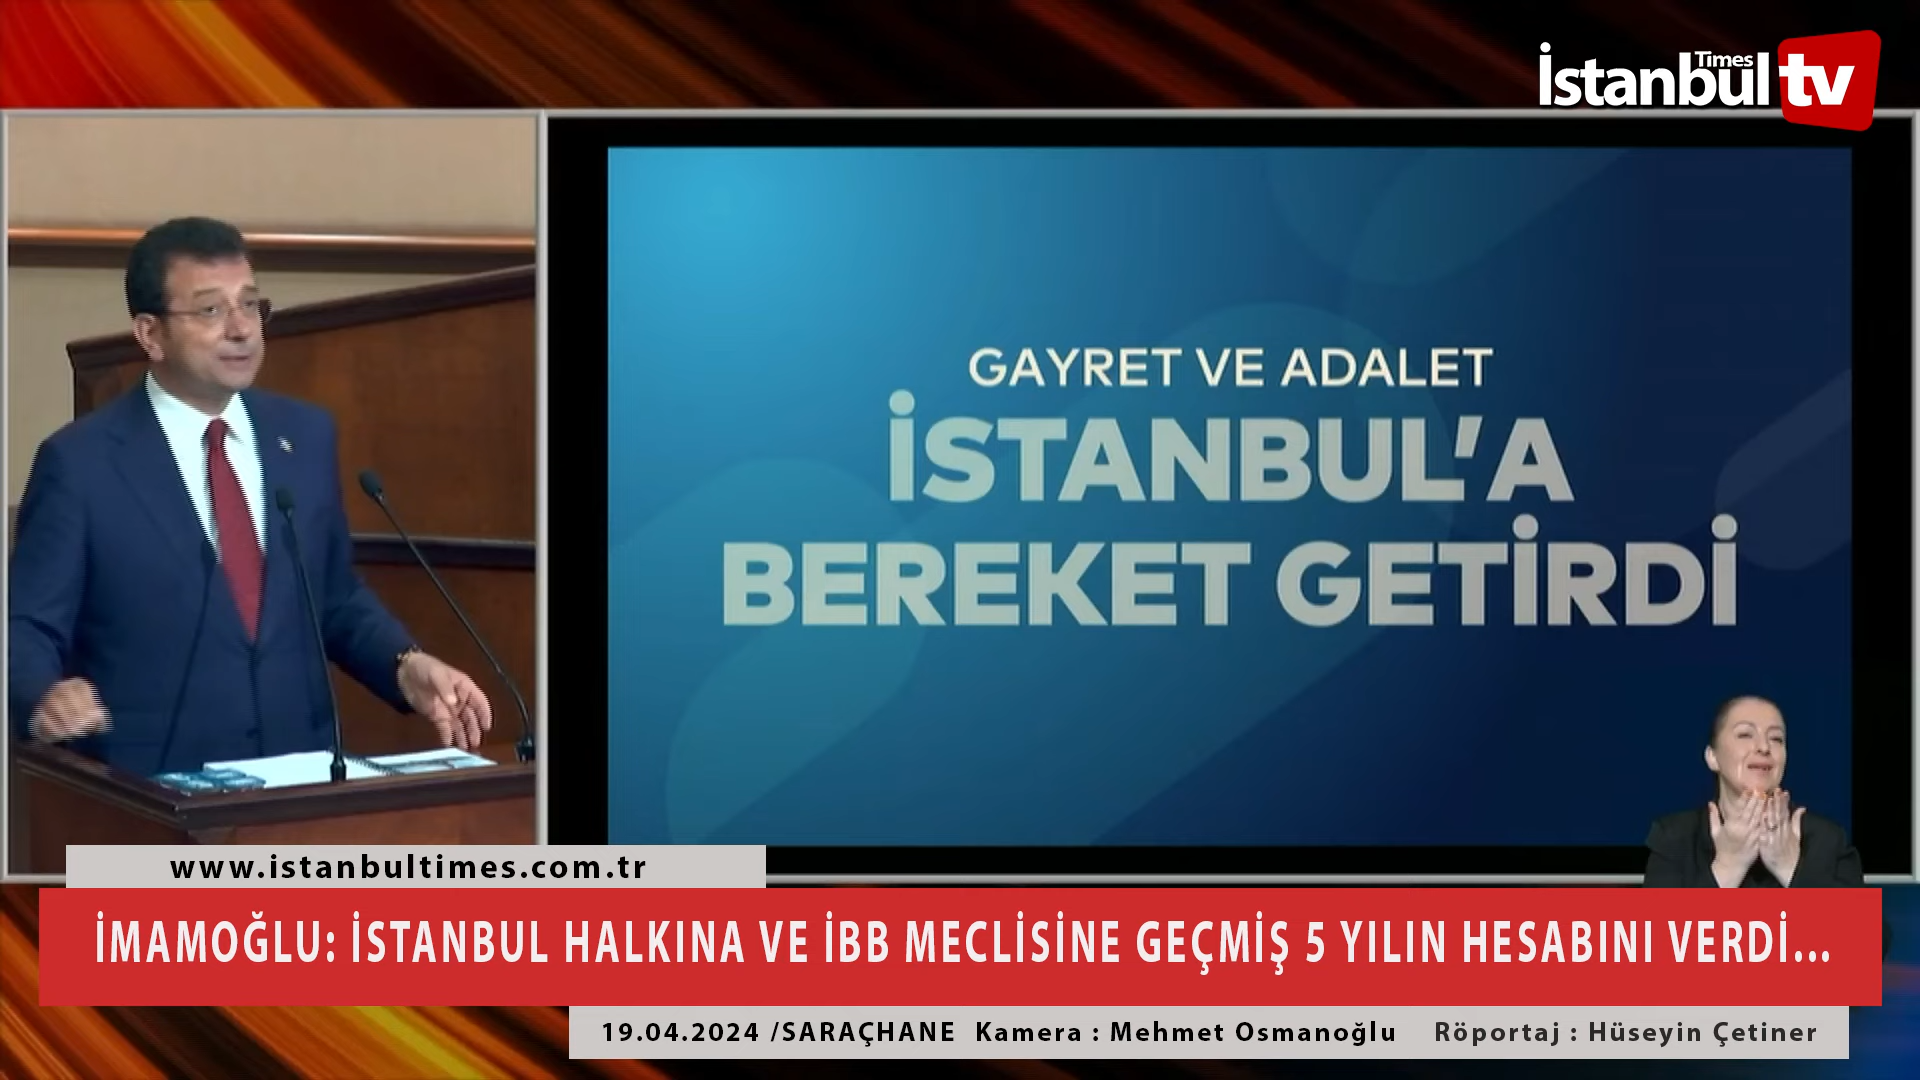 İstanbul Times tv
GAYRET VE ADALET
İSTANBUL'A
BEREKET GETİRDİ
www.istanbultimes.com.tr
İMAMOĞLU: İSTANBUL HALKINA VE İBB MECLİSİNE GEÇMİŞ 5 YILIN HESABINI VERDİ...
19.04.2024 /SARAÇHANE Kamera : Mehmet Osmanoğlu Röportaj : Hüseyin Çetiner